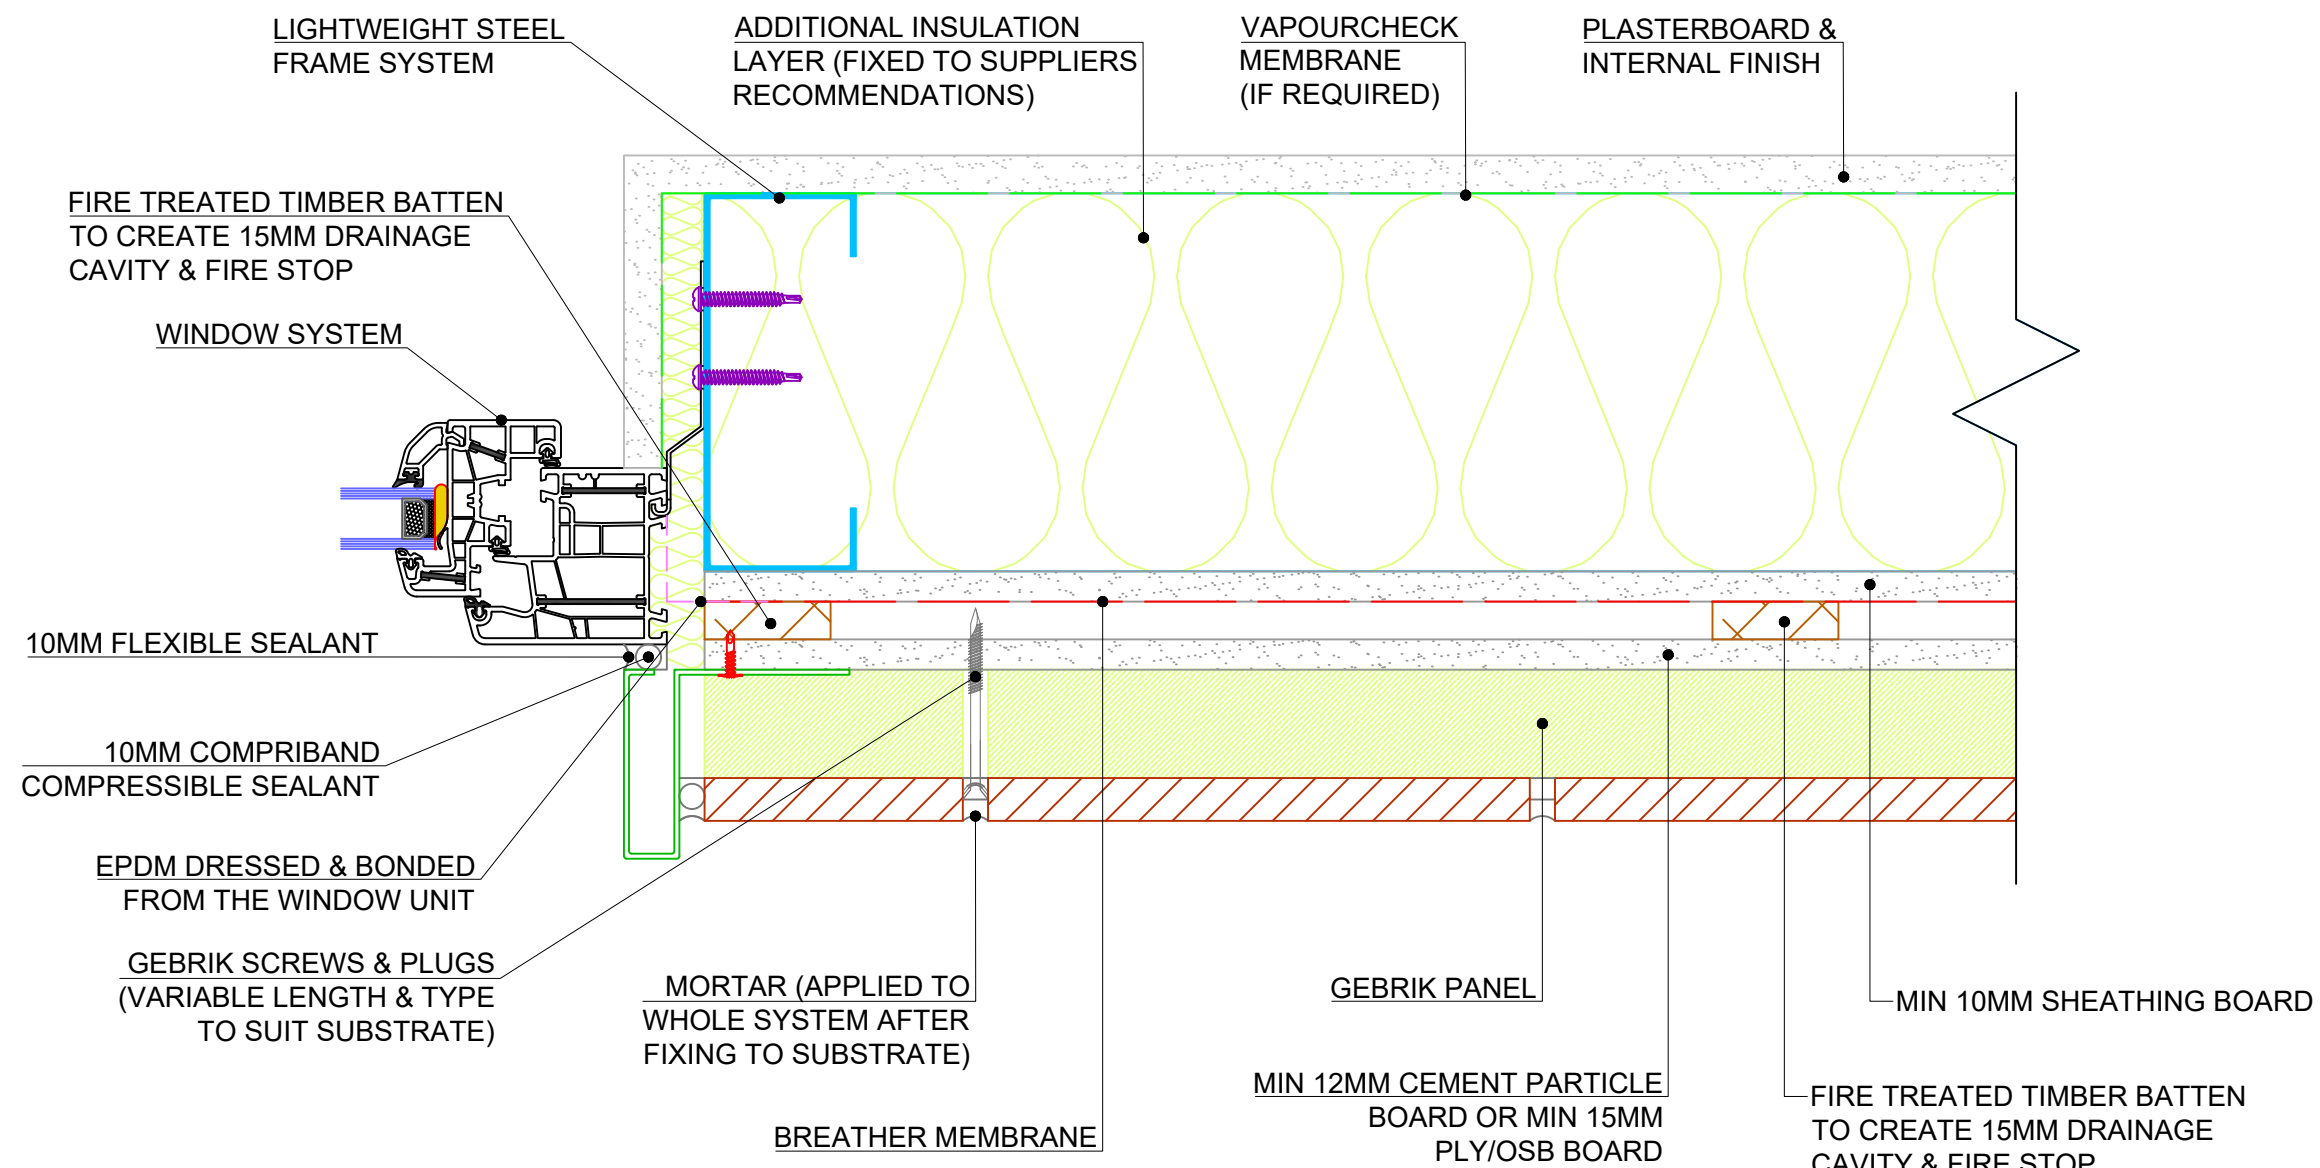 LIGHTWEIGHT STEEL
FRAME SYSTEM
ADDITIONAL INSULATION
LAYER (FIXED TO SUPPLIERS
RECOMMENDATIONS)
VAPOURCHECK
MEMBRANE
(IF REQUIRED)
PLASTERBOARD &
INTERNAL FINISH
FIRE TREATED TIMBER BATTEN
TO CREATE 15MM DRAINAGE
CAVITY & FIRE STOP
WINDOW SYSTEM
10MM FLEXIBLE SEALANT
10MM COMPRIBAND
COMPRESSIBLE SEALANT
EPDM DRESSED & BONDED
FROM THE WINDOW UNIT
GEBRIK SCREWS & PLUGS
(VARIABLE LENGTH & TYPE
TO SUIT SUBSTRATE)
MORTAR (APPLIED TO
WHOLE SYSTEM AFTER
FIXING TO SUBSTRATE)
BREATHER MEMBRANE
GEBRIK PANEL
MIN 12MM CEMENT PARTICLE
BOARD OR MIN 15MM
PLY/OSB BOARD
MIN 10MM SHEATHING BOARD
FIRE TREATED TIMBER BATTEN
TO CREATE 15MM DRAINAGE
CAVITY & FIRE STOP